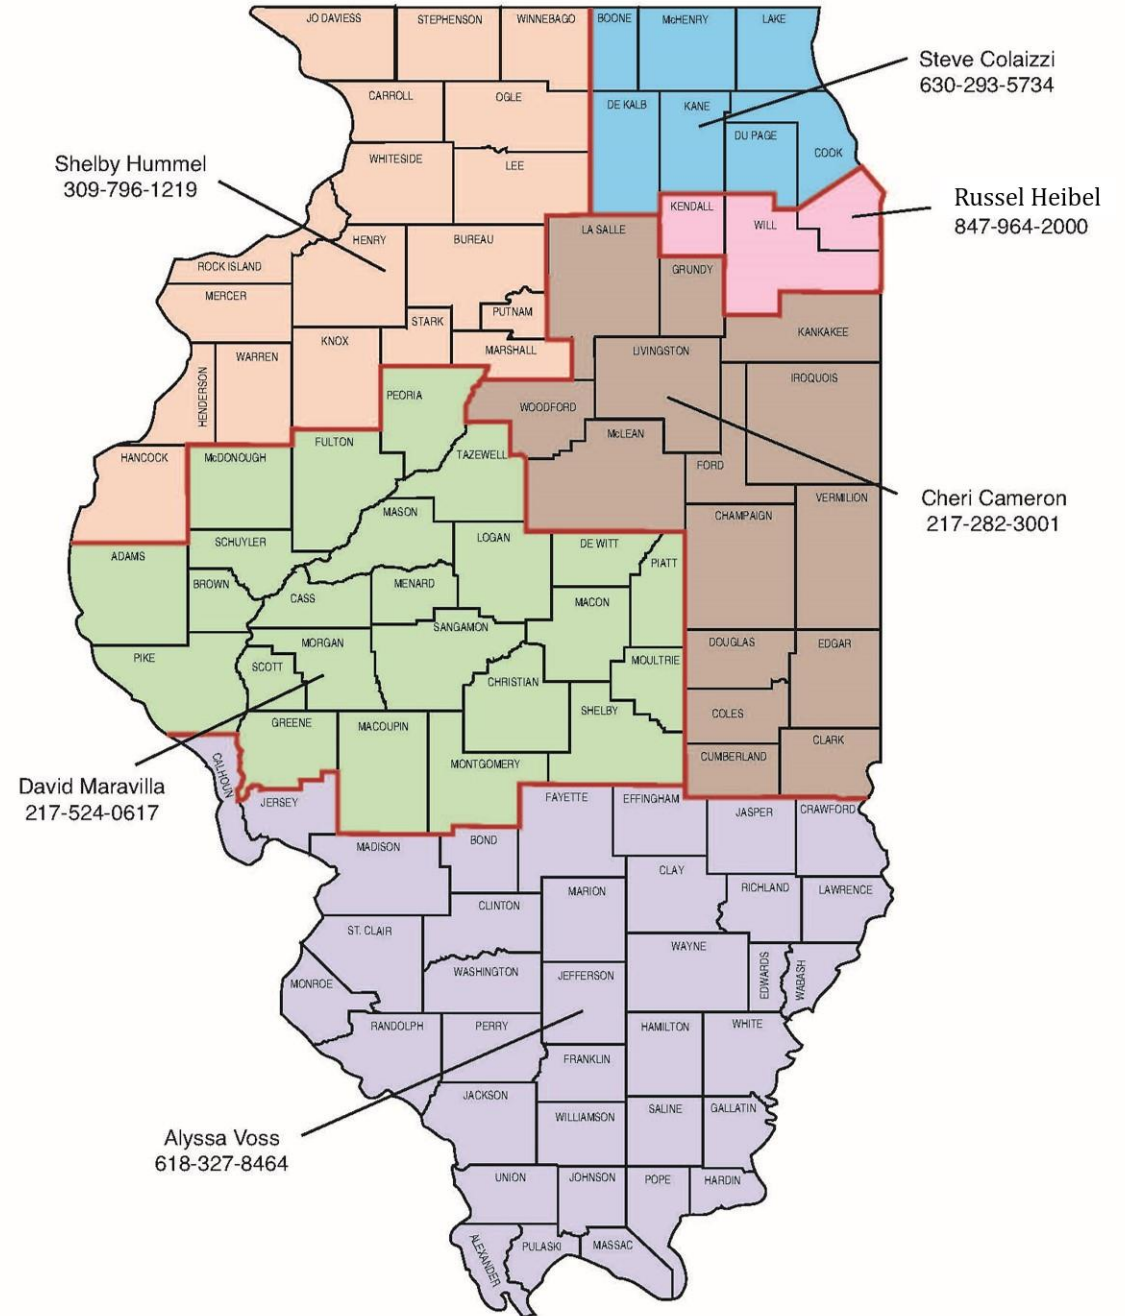 JO DAVIESS
STEPHENSON
WINNEBAGO
BOONE
McHENRY
LAKE
Steve Colaizzi
630-293-5734
CARROLL
OGLE
DE KALB
KANE
DU PAGE
COOK
Shelby Hummel
309-796-1219
WHITESIDE
LEE
Russel Heibel
847-964-2000
KENDALL
WILL
LA SALLE
HENRY
BUREAU
ROCK ISLAND
GRUNDY
MERCER
PUTNAM
STARK
KANKAKEE
KNOX
MARSHALL
LIVINGSTON
WARREN
HENDERSON
IROQUOIS
PEORIA
WOODFORD
McLEAN
FULTON
HANCOCK
McDONOUGH
TAZEWELL
FORD
Cheri Cameron
217-282-3001
VERMILION
MASON
CHAMPAIGN
LOGAN
DE WITT
SCHUYLER
ADAMS
PIATT
BROWN
MENARD
CASS
MACON
SANGAMON
MORGAN
DOUGLAS
EDGAR
PIKE
SCOTT
MOULTRIE
CHRISTIAN
SHELBY
COLES
GREENE
MACOUPIN
CLARK
CUMBERLAND
MONTGOMERY
CALHOUN
David Maravilla
217-524-0617
JERSEY
FAYETTE
EFFINGHAM
JASPER
CRAWFORD
MADISON
BOND
CLAY
MARION
RICHLAND
LAWRENCE
CLINTON
ST. CLAIR
WAYNE
EDWARDS
WABASH
WASHINGTON
JEFFERSON
MONROE
RANDOLPH
PERRY
HAMILTON
WHITE
FRANKLIN
JACKSON
WILLIAMSON
SALINE
GALLATIN
Alyssa Voss
618-327-8464
UNION
JOHNSON
POPE
HARDIN
ALEXANDER
PULASKI
MASSAC